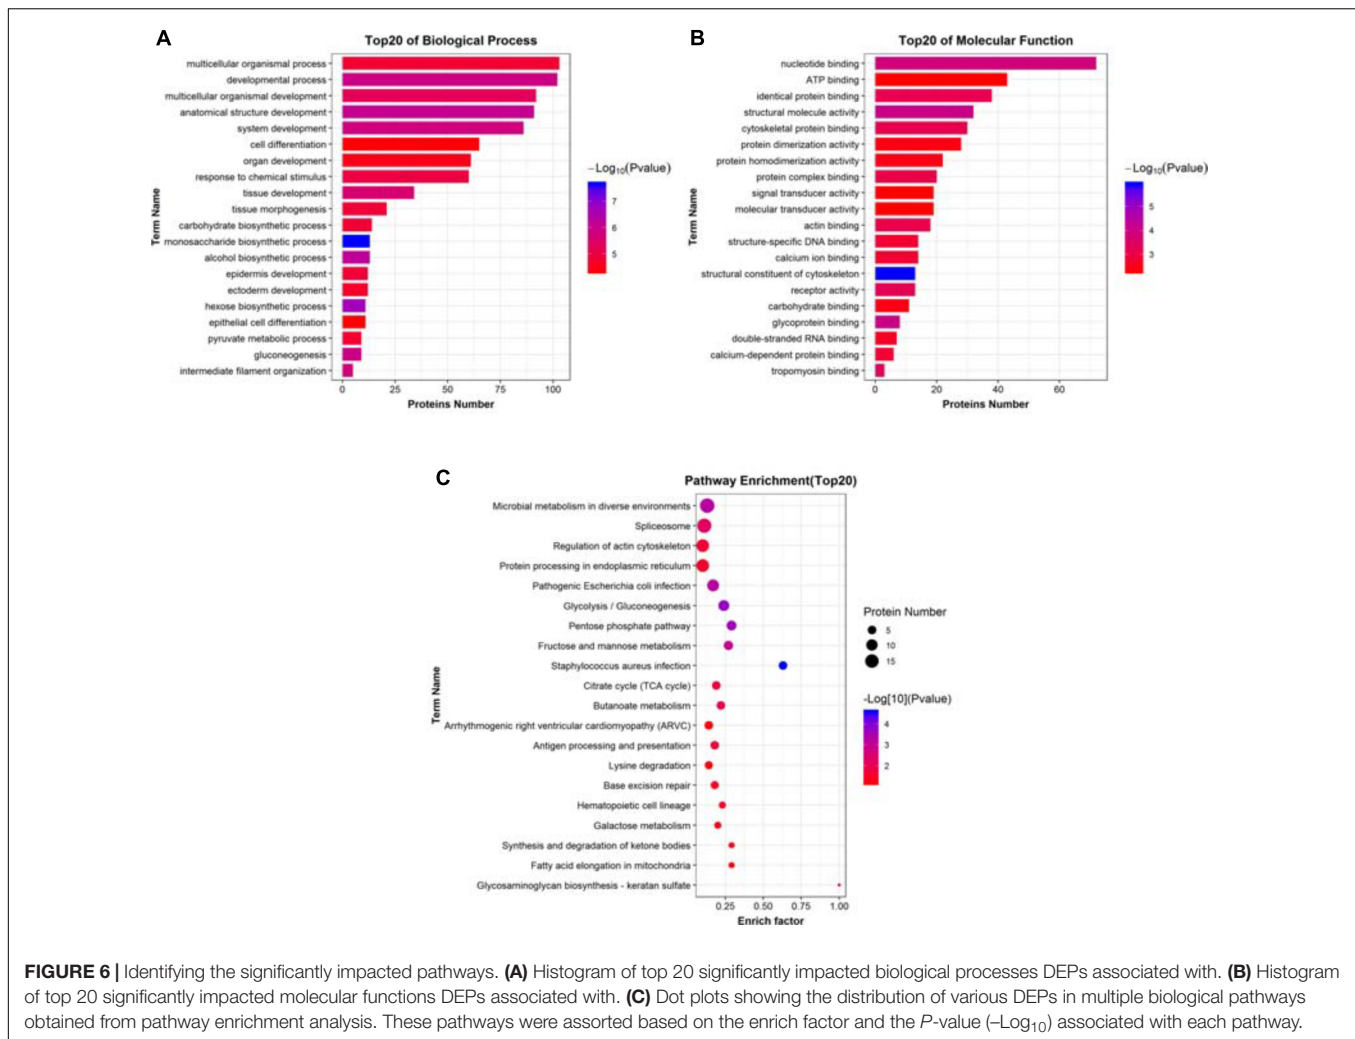 A
Top20 of Biological Process
Term Name
multicellular organismal process
developmental process
multicellular organismal development
anatomical structure development
system development
cell differentiation
organ development
response to chemical stimulus
tissue development
tissue morphogenesis
carbohydrate biosynthetic process
monosaccharide biosynthetic process
alcohol biosynthetic process
epidermis development
ectoderm development
hexose biosynthetic process
epithelial cell differentiation
pyruvate metabolic process
gluconeogenesis
intermediate filament organization
0 25 50 75 100
Proteins Number
−Log10(Pvalue)
7
6
5
B
Top20 of Molecular Function
Term Name
nucleotide binding
ATP binding
identical protein binding
structural molecule activity
cytoskeletal protein binding
protein dimerization activity
protein homodimerization activity
protein complex binding
signal transducer activity
molecular transducer activity
actin binding
structure-specific DNA binding
calcium ion binding
structural constituent of cytoskeleton
receptor activity
carbohydrate binding
glycoprotein binding
double-stranded RNA binding
calcium-dependent protein binding
tropomyosin binding
0 20 40 60
Proteins Number
−Log10(Pvalue)
5
4
3
C
Pathway Enrichment(Top20)
Term Name
Microbial metabolism in diverse environments
Spliceosome
Regulation of actin cytoskeleton
Protein processing in endoplasmic reticulum
Pathogenic Escherichia coli infection
Glycolysis / Gluconeogenesis
Pentose phosphate pathway
Fructose and mannose metabolism
Staphylococcus aureus infection
Citrate cycle (TCA cycle)
Butanoate metabolism
Arrhythmogenic right ventricular cardiomyopathy (ARVC)
Antigen processing and presentation
Lysine degradation
Base excision repair
Hematopoietic cell lineage
Galactose metabolism
Synthesis and degradation of ketone bodies
Fatty acid elongation in mitochondria
Glycosaminoglycan biosynthesis - keratan sulfate
0.25 0.50 0.75 1.00
Enrich factor
Protein Number
5
10
15
-Log[10](Pvalue)
4
3
2
FIGURE 6 | Identifying the significantly impacted pathways. (A) Histogram of top 20 significantly impacted biological processes DEPs associated with. (B) Histogram
of top 20 significantly impacted molecular functions DEPs associated with. (C) Dot plots showing the distribution of various DEPs in multiple biological pathways
obtained from pathway enrichment analysis. These pathways were assorted based on the enrich factor and the P-value (–Log10) associated with each pathway.